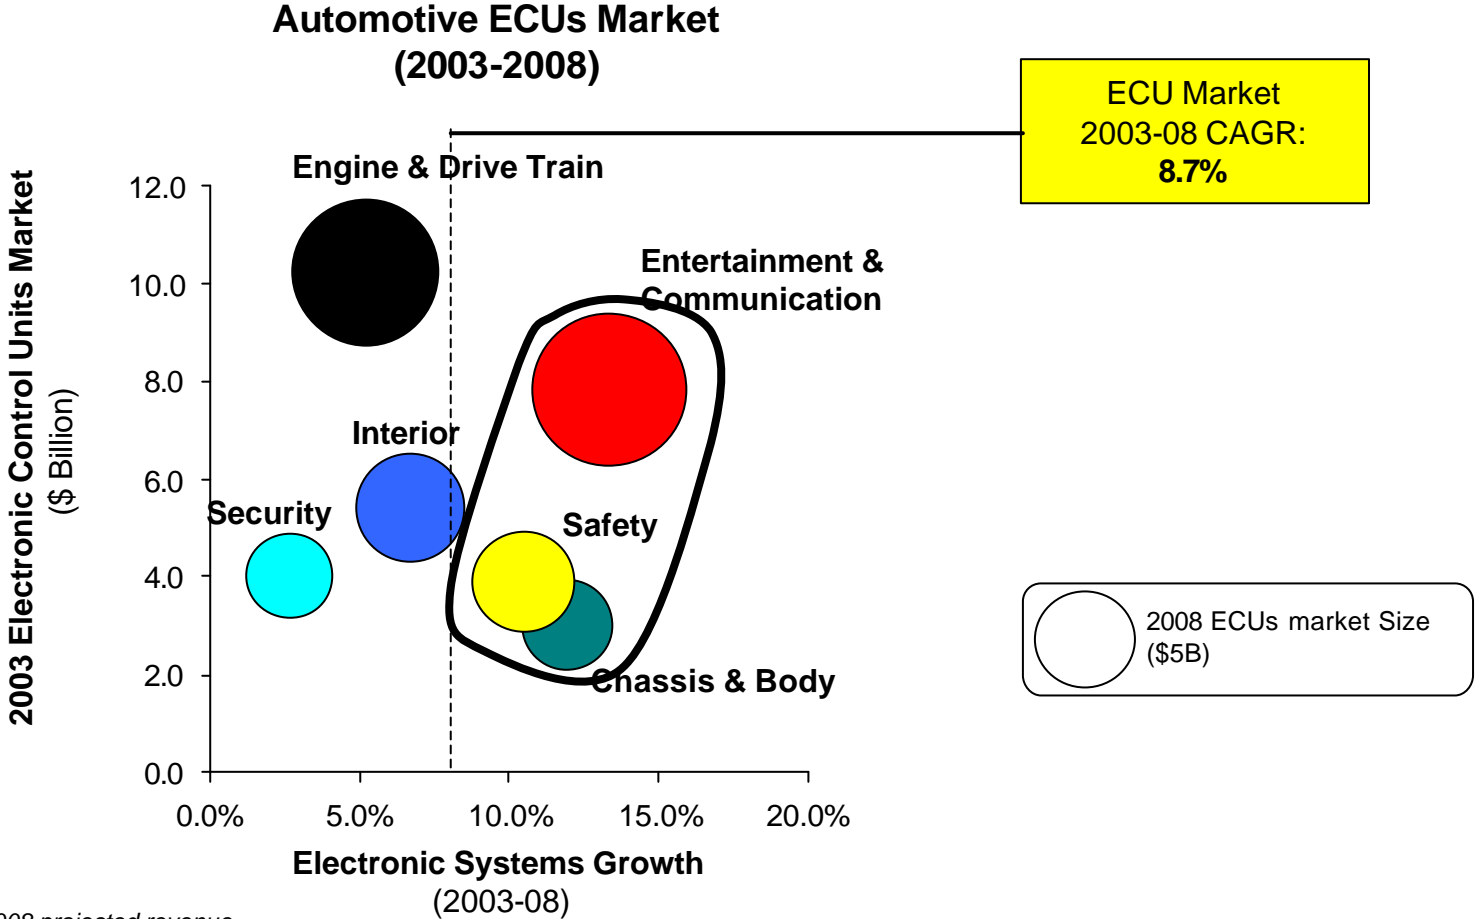 Automotive ECUs Market
(2003-2008)
ECU Market
2003-08 CAGR:
8.7%
Engine & Drive Train
Entertainment &
Communication
Interior
Security
Safety
Chassis & Body
2003 Electronic Control Units Market
($ Billion)
12.0
10.0
8.0
6.0
4.0
2.0
0.0
0.0%
5.0%
10.0%
15.0%
20.0%
Electronic Systems Growth
(2003-08)
2008 ECUs market Size
($5B)
projected revenue